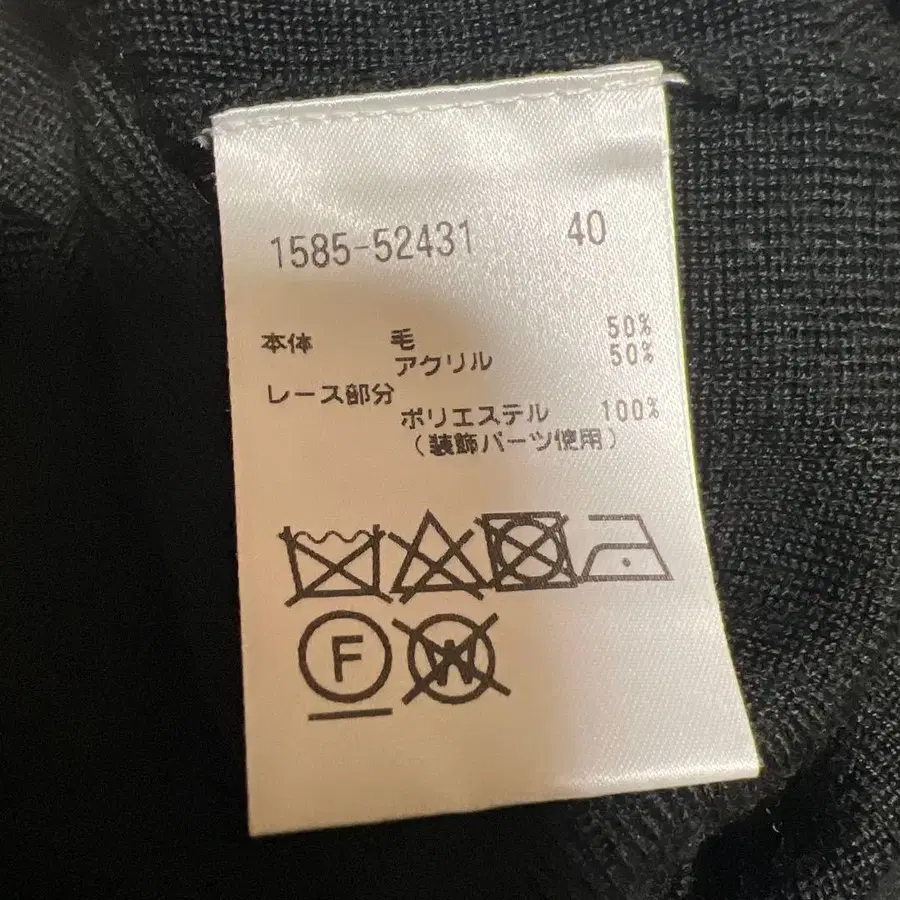 1585-52431 40
本体 毛 50%
アクリル 50%
レース部分
ポリエステル 100%
(装飾パーツ使用)
F W